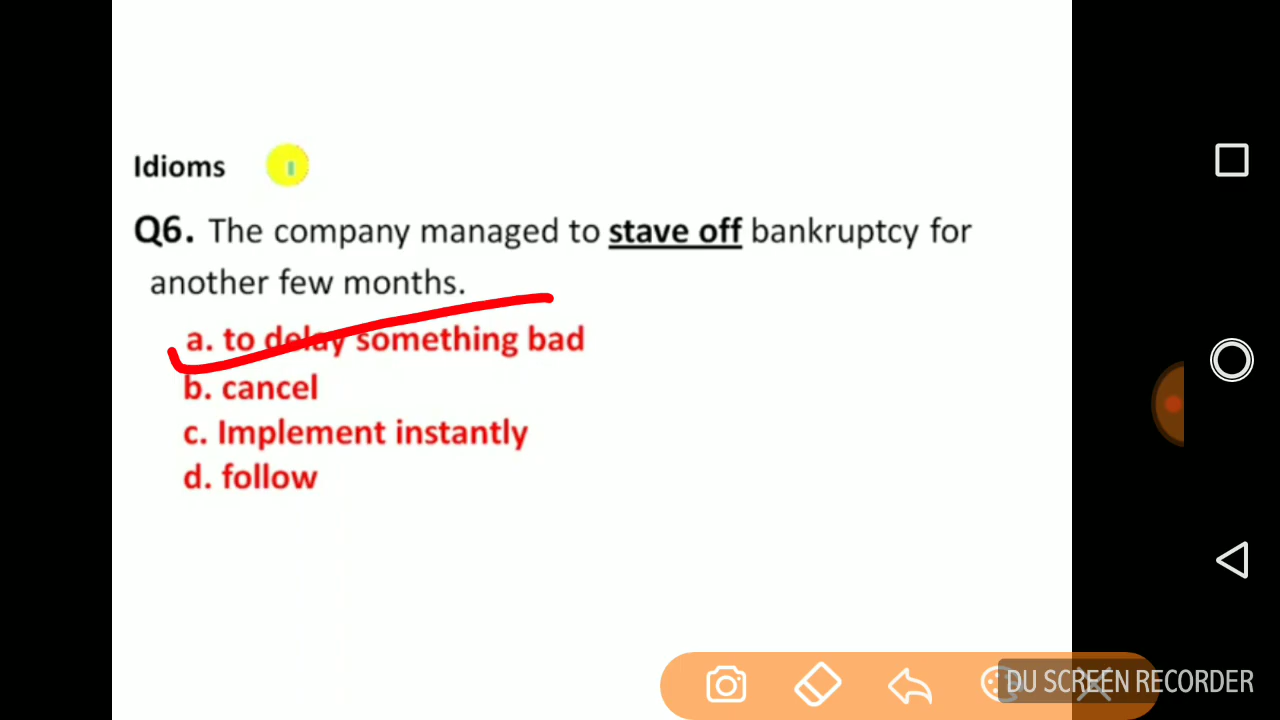 Idioms
Q6. The company managed to stave off bankruptcy for
another few months.
a. to delay something bad
b. cancel
c. Implement instantly
d. follow
DU SCREEN RECORDER